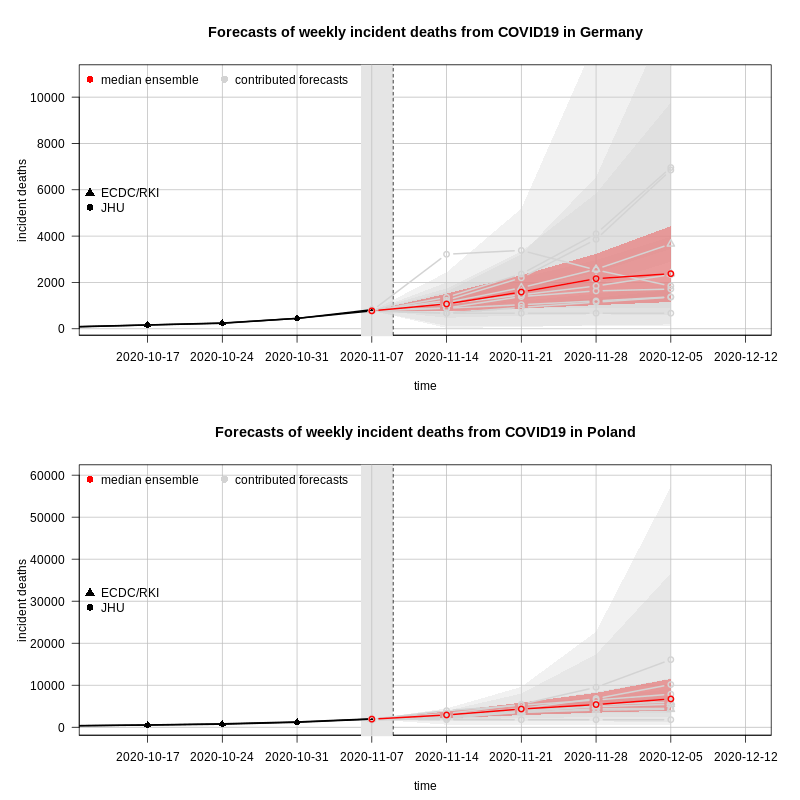 Forecasts of weekly incident deaths from COVID19 in Germany
median ensemble contributed forecasts
ECDC/RKI
JHU
incident deaths
10000
8000
6000
4000
2000
0
2020-10-17 2020-10-24 2020-10-31 2020-11-07 2020-11-14 2020-11-21 2020-11-28 2020-12-05 2020-12-12
time
Forecasts of weekly incident deaths from COVID19 in Poland
median ensemble contributed forecasts
ECDC/RKI
JHU
incident deaths
60000
50000
40000
30000
20000
10000
0
2020-10-17 2020-10-24 2020-10-31 2020-11-07 2020-11-14 2020-11-21 2020-11-28 2020-12-05 2020-12-12
time